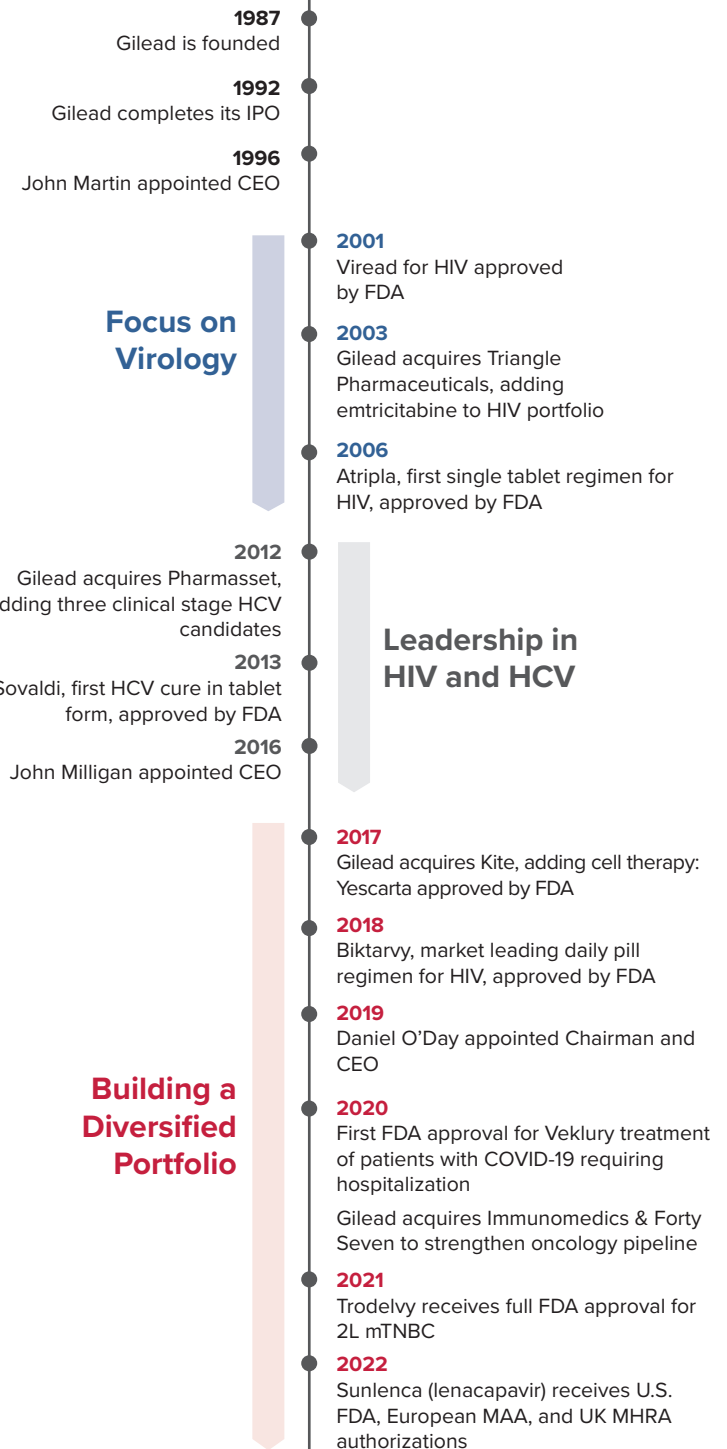 1987
Gilead is founded
1992
Gilead completes its IPO
1996
John Martin appointed CEO
Focus on
Virology
2001
Viread for HIV approved
by FDA
2003
Gilead acquires Triangle
Pharmaceuticals, adding
emtricitabine to HIV portfolio
2006
Atripla, first single tablet regimen for
HIV, approved by FDA
2012
Gilead acquires Pharmasset,
dding three clinical stage HCV
candidates
2013
Sovaldi, first HCV cure in tablet
form, approved by FDA
2016
John Milligan appointed CEO
Leadership in
HIV and HCV
Building a
Diversified
Portfolio
2017
Gilead acquires Kite, adding cell therapy:
Yescarta approved by FDA
2018
Biktarvy, market leading daily pill
regimen for HIV, approved by FDA
2019
Daniel O’Day appointed Chairman and
CEO
2020
First FDA approval for Veklury treatment
of patients with COVID-19 requiring
hospitalization
Gilead acquires Immunomedics & Forty
Seven to strengthen oncology pipeline
2021
Trodelvy receives full FDA approval for
2L mTNBC
2022
Sunlenca (lenacapavir) receives U.S.
FDA, European MAA, and UK MHRA
authorizations